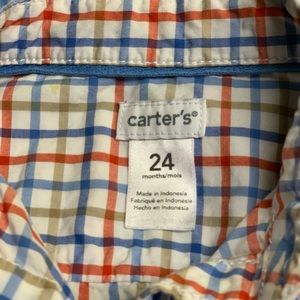 carter's®
24
months/mois
Made in Indonesia
Fabriqué en Indonésie
Hecho en Indonesia